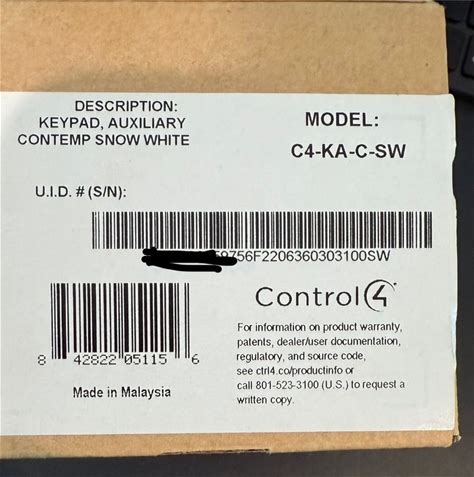 DESCRIPTION:
KEYPAD, AUXILIARY
CONTEMP SNOW WHITE
MODEL:
C4-KA-C-SW
U.I.D. # (S/N):
9756F2206360303100SW
Control4
For information on product warranty,
patents, dealer/user documentation,
regulatory, and source code,
see ctrl4.co/productinfo or
call 801-523-3100 (U.S.) to request a
written copy.
8 42822 05115 6
Made in Malaysia